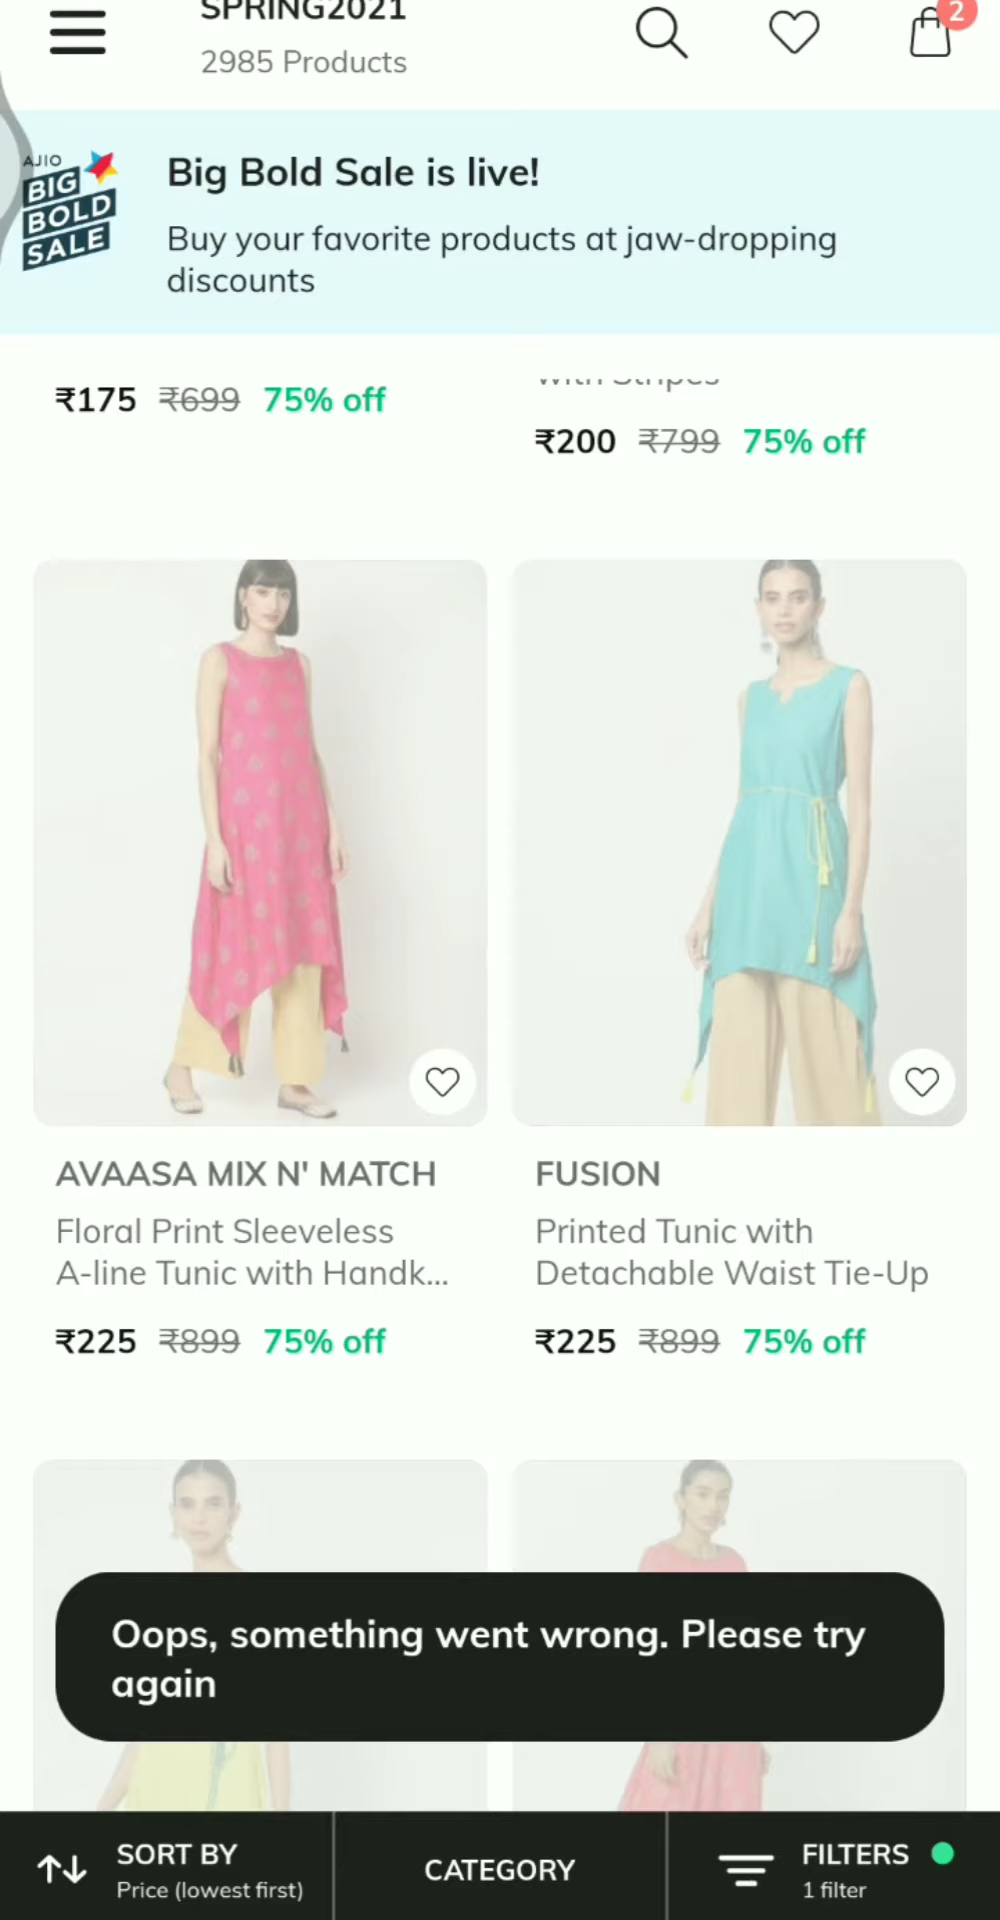 SPRING2021
2985 Products
2
AJIO
BIG
BOLD
SALE
Big Bold Sale is live!
Buy your favorite products at jaw-dropping
discounts
with Stripes
₹175 ₹699 75% off
₹200 ₹799 75% off
AVAASA MIX N' MATCH
Floral Print Sleeveless
A-line Tunic with Handk...
₹225 ₹899 75% off
FUSION
Printed Tunic with
Detachable Waist Tie-Up
₹225 ₹899 75% off
Oops, something went wrong. Please try
again
SORT BY
Price (lowest first)
CATEGORY
FILTERS
1 filter